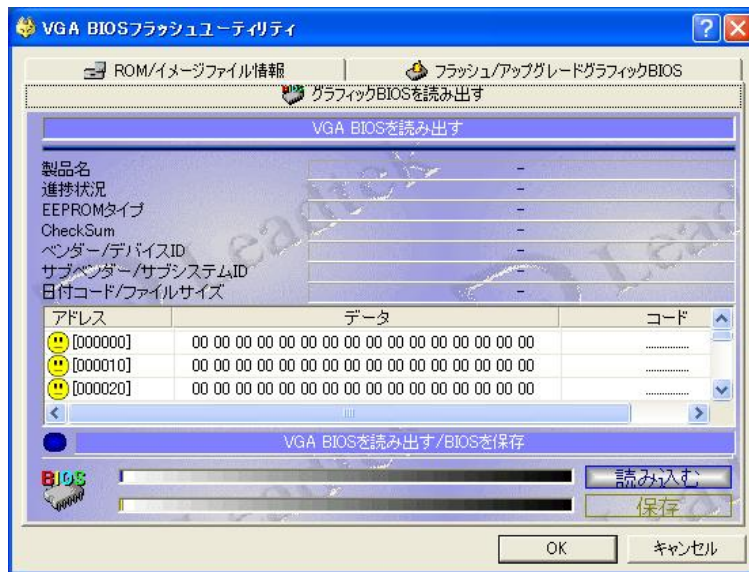 VGA BIOSフラッシュユーティリティ
ROM/イメージファイル情報
フラッシュ/アップグレードグラフィックBIOS
グラフィックBIOSを読み出す
VGA BIOSを読み出す
製品名 -
進捗状況 -
EEPROMタイプ -
CheckSum -
ベンダー/デバイスID -
サブベンダー/サブシステムID -
日付コード/ファイルサイズ -
アドレス データ コード
[000000] 00 00 00 00 00 00 00 00 00 00 00 00 00 00 00 00 ................
[000010] 00 00 00 00 00 00 00 00 00 00 00 00 00 00 00 00 ................
[000020] 00 00 00 00 00 00 00 00 00 00 00 00 00 00 00 00 ................
VGA BIOSを読み出す/BIOSを保存
BIOS
読み込む
保存
OK キャンセル